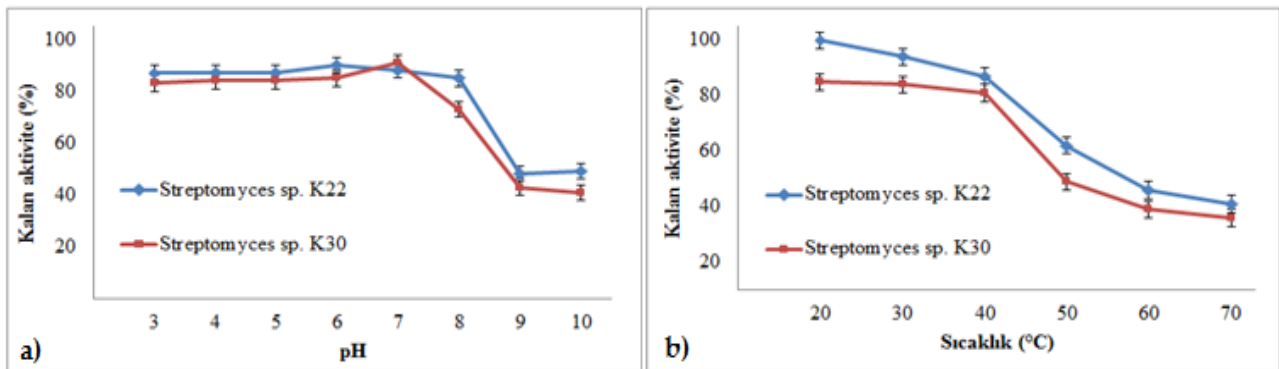 Kalan aktivite (%)
100
80
60
40
20
Streptomyces sp. K22
Streptomyces sp. K30
3 4 5 6 7 8 9 10
pH
a)
Kalan aktivite (%)
100
80
60
40
20
Streptomyces sp. K22
Streptomyces sp. K30
20 30 40 50 60 70
Sıcaklık (°C)
b)